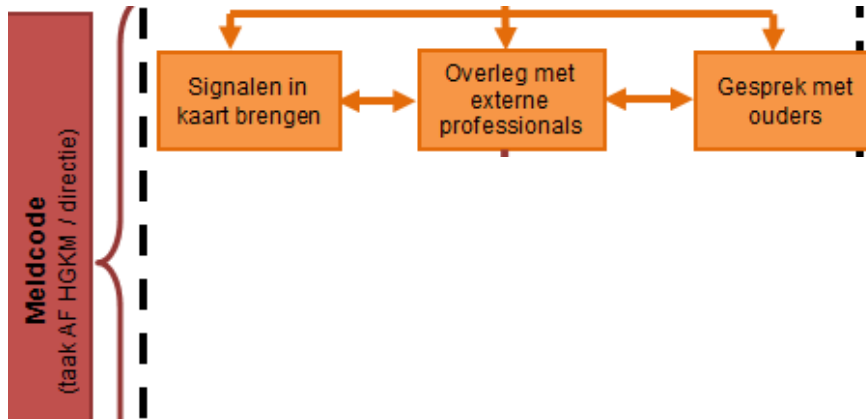 Meldcode
(taak AF HGKM / directie)
Signalen in
kaart brengen
Overleg met
externe
professionals
Gesprek met
ouders